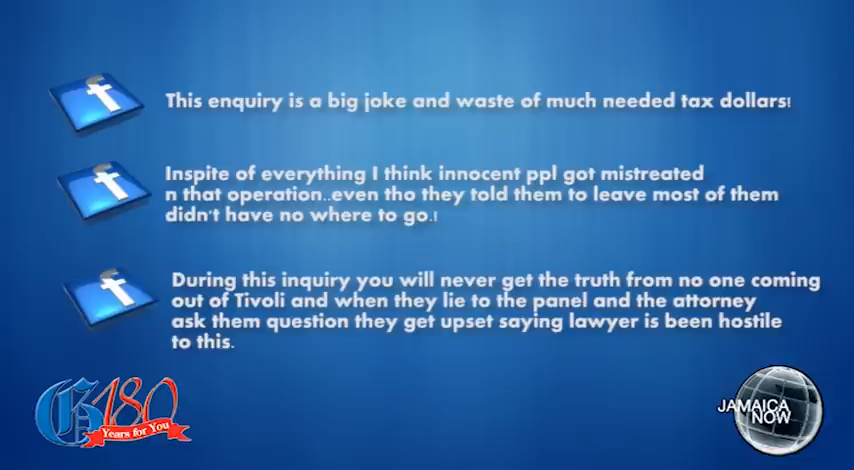 This enquiry is a big joke and waste of much needed tax dollars!
Inspite of everything I think innocent ppl got mistreated
n that operation..even tho they told them to leave most of them
didn't have no where to go.!
During this inquiry you will never get the truth from no one coming
out of Tivoli and when they lie to the panel and the attorney
ask them question they get upset saying lawyer is been hostile
to this.
G180
Years for You
JAMAICA
NOW